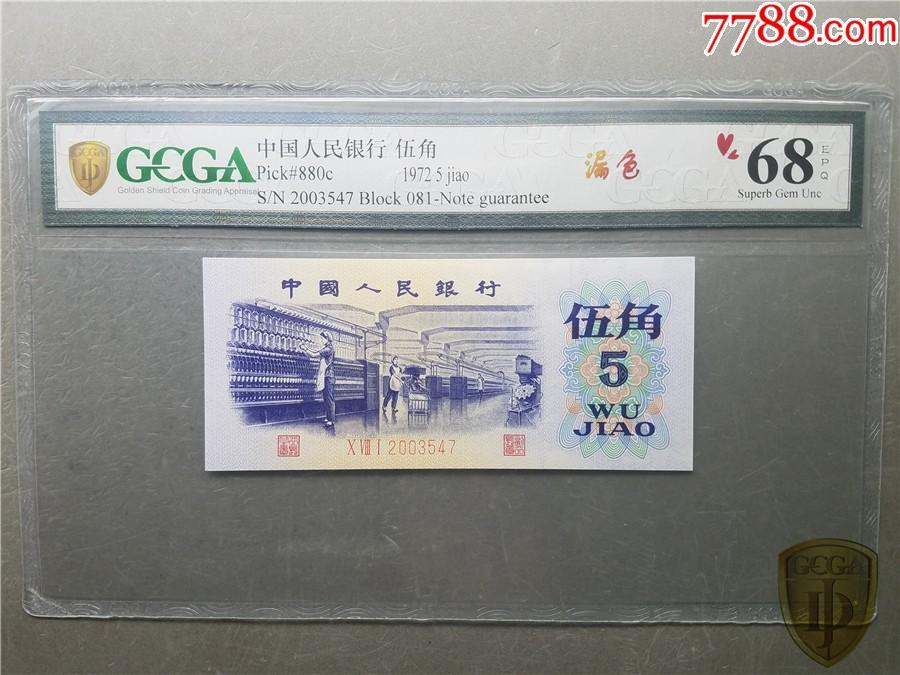 7788.com
中国人民银行 伍角
GCGA
Golden Shield Coin Grading Appraisal
Pick#880c 1972 5 jiao
S/N 2003547 Block 081-Note guarantee
漏色
68
EPQ
Superb Gem Unc
中國人民銀行
伍角
5
WU
JIAO
X VIII I 2003547
GCGA